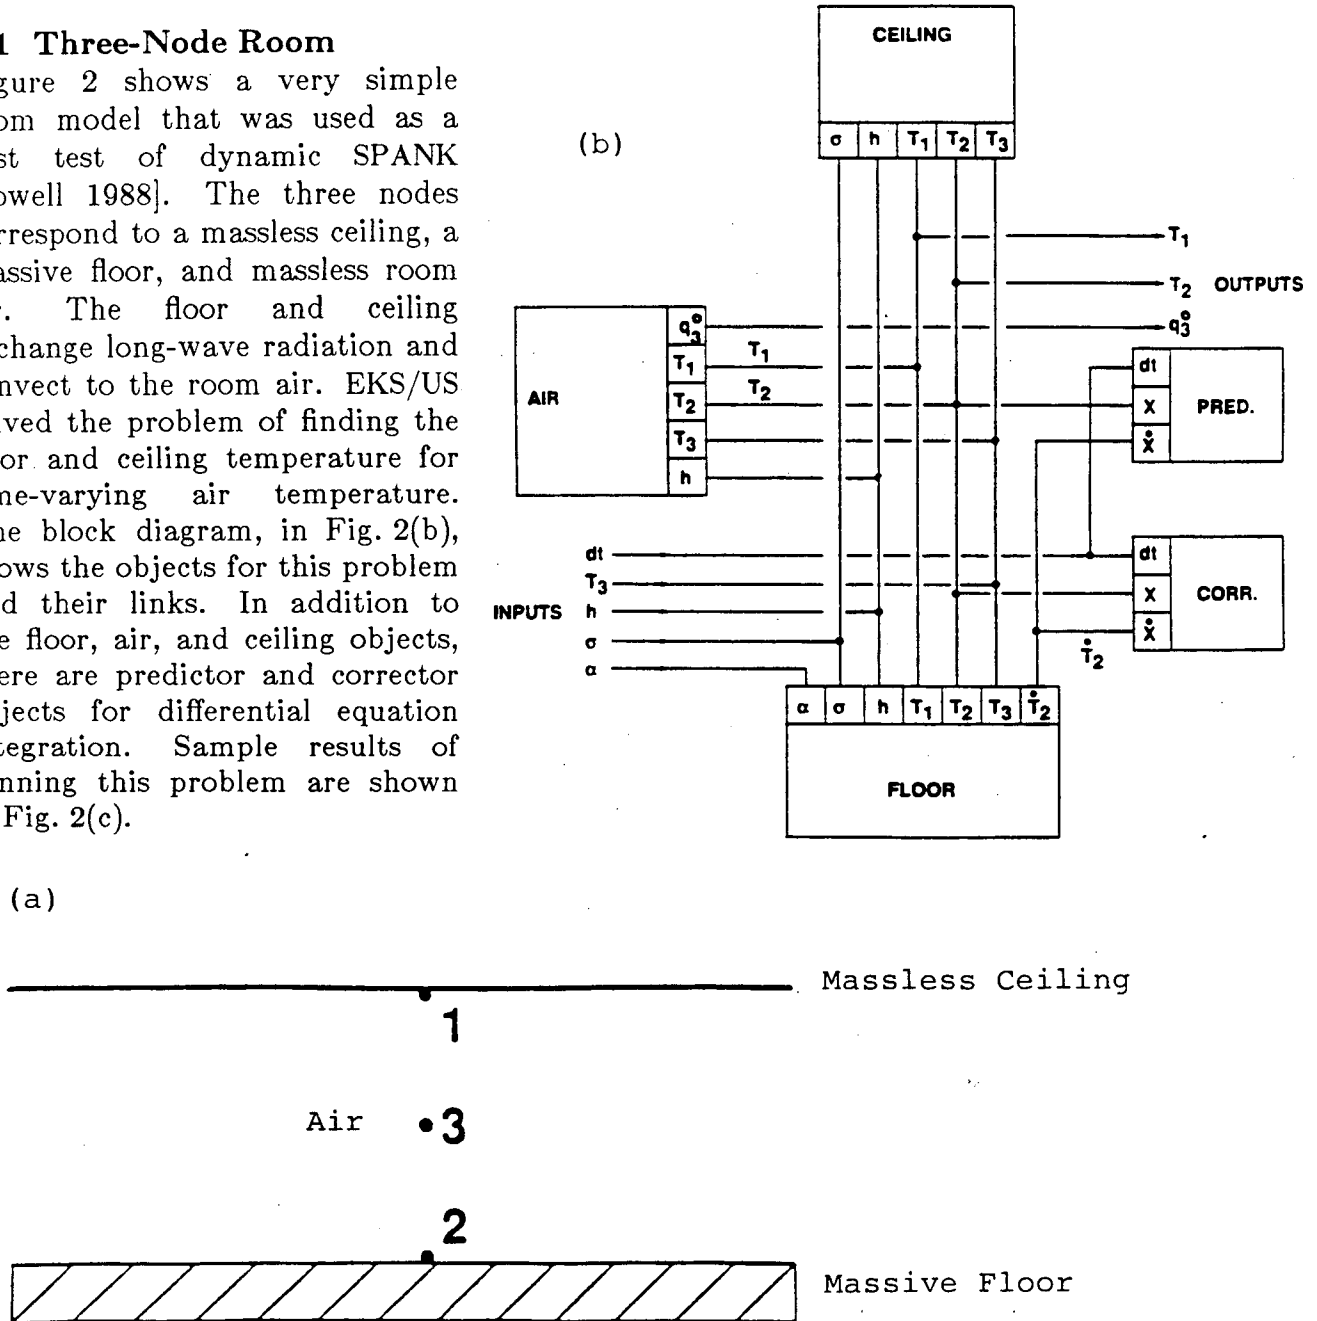 1 Three-Node Room
gure 2 shows a very simple
om model that was used as a
st test of dynamic SPANK
owell 1988]. The three nodes
rrespond to a massless ceiling, a
assive floor, and massless room
r. The floor and ceiling
change long-wave radiation and
nvect to the room air. EKS/US
lved the problem of finding the
or and ceiling temperature for
me-varying air temperature.
he block diagram, in Fig. 2(b),
ows the objects for this problem
d their links. In addition to
e floor, air, and ceiling objects,
ere are predictor and corrector
jects for differential equation
tegration. Sample results of
nning this problem are shown
Fig. 2(c).
(b)
CEILING
σ h T₁ T₂ T₃
T₁
T₂ OUTPUTS
q₃°
AIR
q₃°
T₁
T₂
T₃
h
T₁
T₂
dt
X
Ẋ
PRED.
dt
X
Ẋ
CORR.
Ṫ₂
INPUTS
dt
T₃
h
σ
α
α σ h T₁ T₂ T₃ Ṫ₂
FLOOR
(a)
Massless Ceiling
1
Air
3
2
Massive Floor